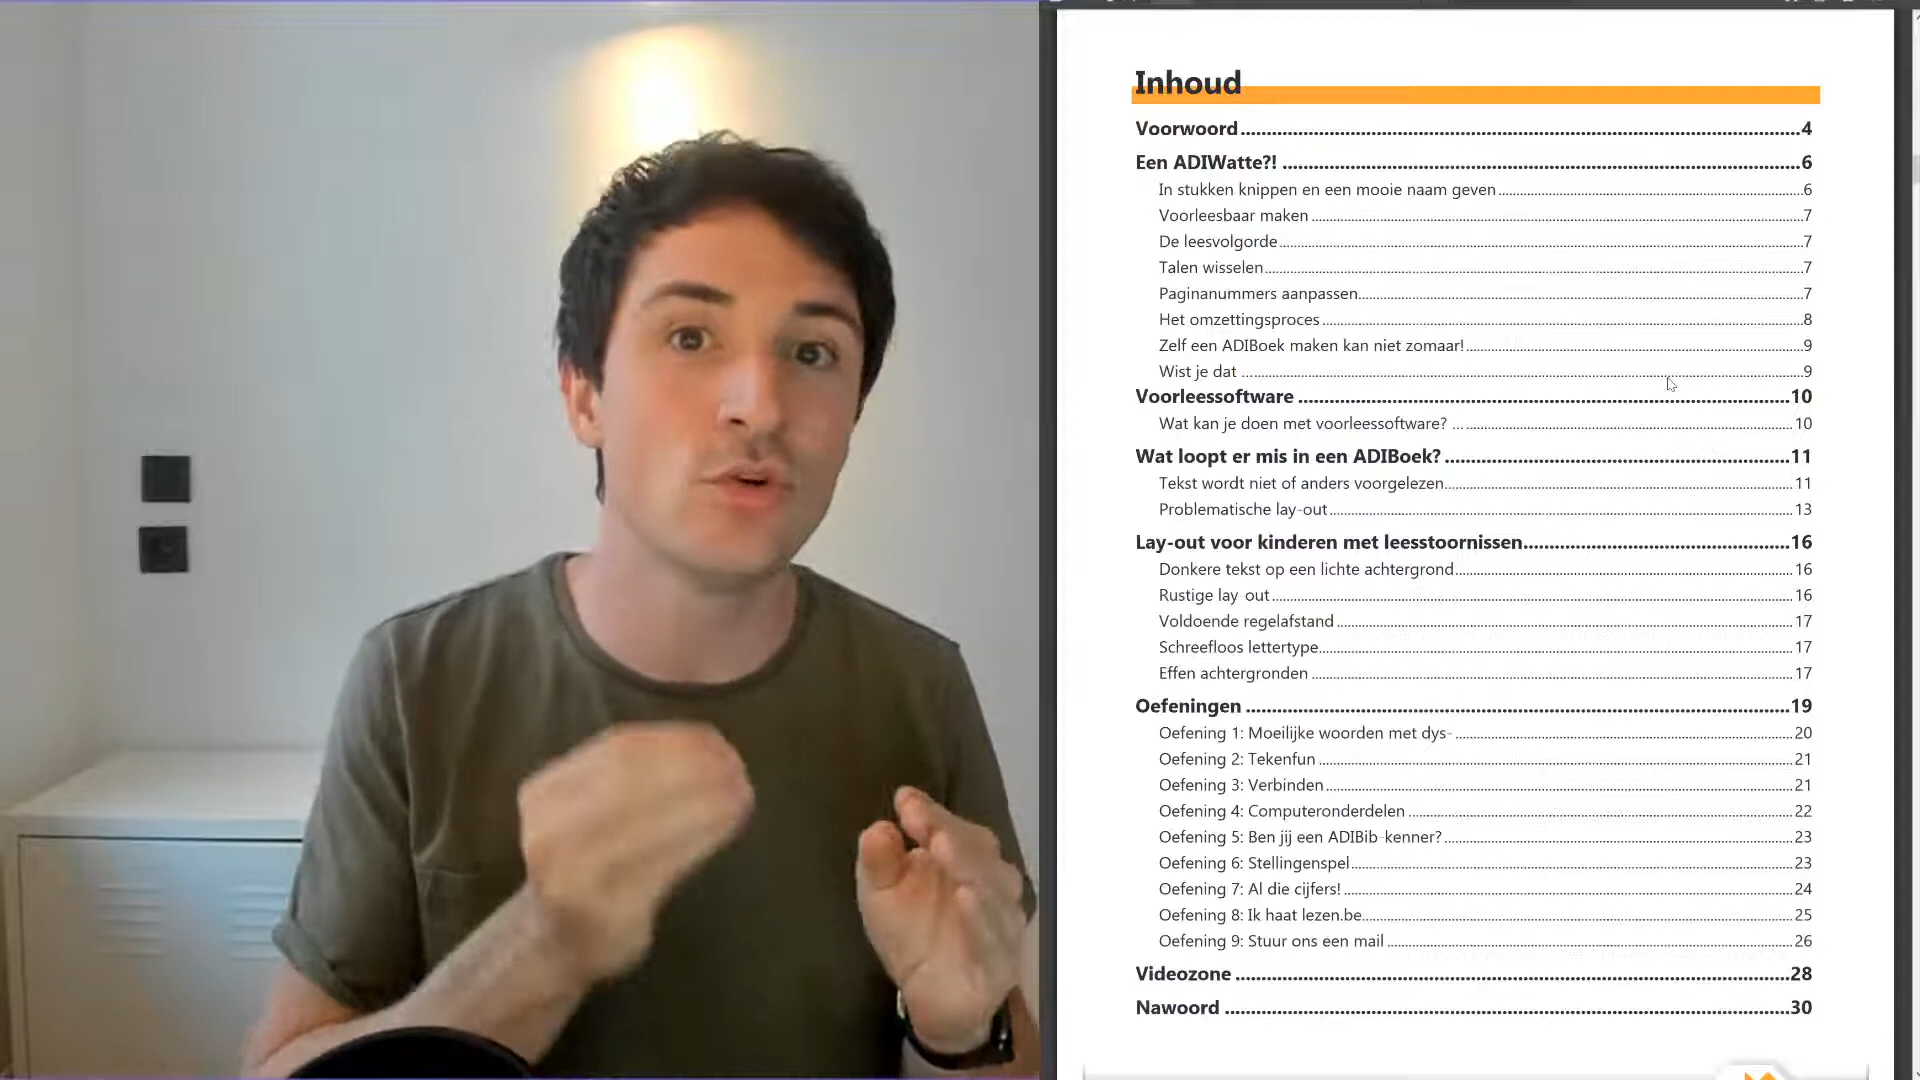 Inhoud
Voorwoord 4
Een ADIWatte?! 6
In stukken knippen en een mooie naam geven 6
Voorleesbaar maken 7
De leesvolgorde 7
Talen wisselen 7
Paginanummers aanpassen 7
Het omzettingsproces 8
Zelf een ADIBoek maken kan niet zomaar! 9
Wist je dat ... 9
Voorleessoftware 10
Wat kan je doen met voorleessoftware? ... 10
Wat loopt er mis in een ADIBoek? 11
Tekst wordt niet of anders voorgelezen 11
Problematische lay-out 13
Lay-out voor kinderen met leesstoornissen 16
Donkere tekst op een lichte achtergrond 16
Rustige lay-out 16
Voldoende regelafstand 17
Schreefloos lettertype 17
Effen achtergronden 17
Oefeningen 19
Oefening 1: Moeilijke woorden met dys- 20
Oefening 2: Tekenfun 21
Oefening 3: Verbinden 21
Oefening 4: Computeronderdelen 22
Oefening 5: Ben jij een ADIBib-kenner? 23
Oefening 6: Stellingenspel 23
Oefening 7: Al die cijfers! 24
Oefening 8: Ik haat lezen.be 25
Oefening 9: Stuur ons een mail 26
Videozone 28
Nawoord 30